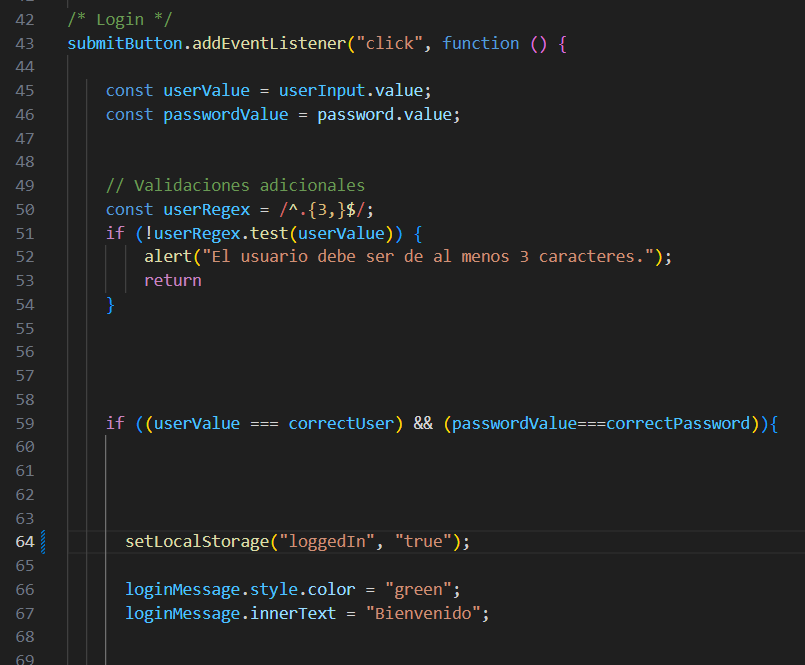 42 /* Login */
43 submitButton.addEventListener("click", function () {
44
45 const userValue = userInput.value;
46 const passwordValue = password.value;
47
48
49 // Validaciones adicionales
50 const userRegex = /^.{3,}$/;
51 if (!userRegex.test(userValue)) {
52 alert("El usuario debe ser de al menos 3 caracteres.");
53 return
54 }
55
56
57
58
59 if ((userValue === correctUser) && (passwordValue===correctPassword)){
60
61
62
63
64 setLocalStorage("loggedIn", "true");
65
66 loginMessage.style.color = "green";
67 loginMessage.innerText = "Bienvenido";
68
69